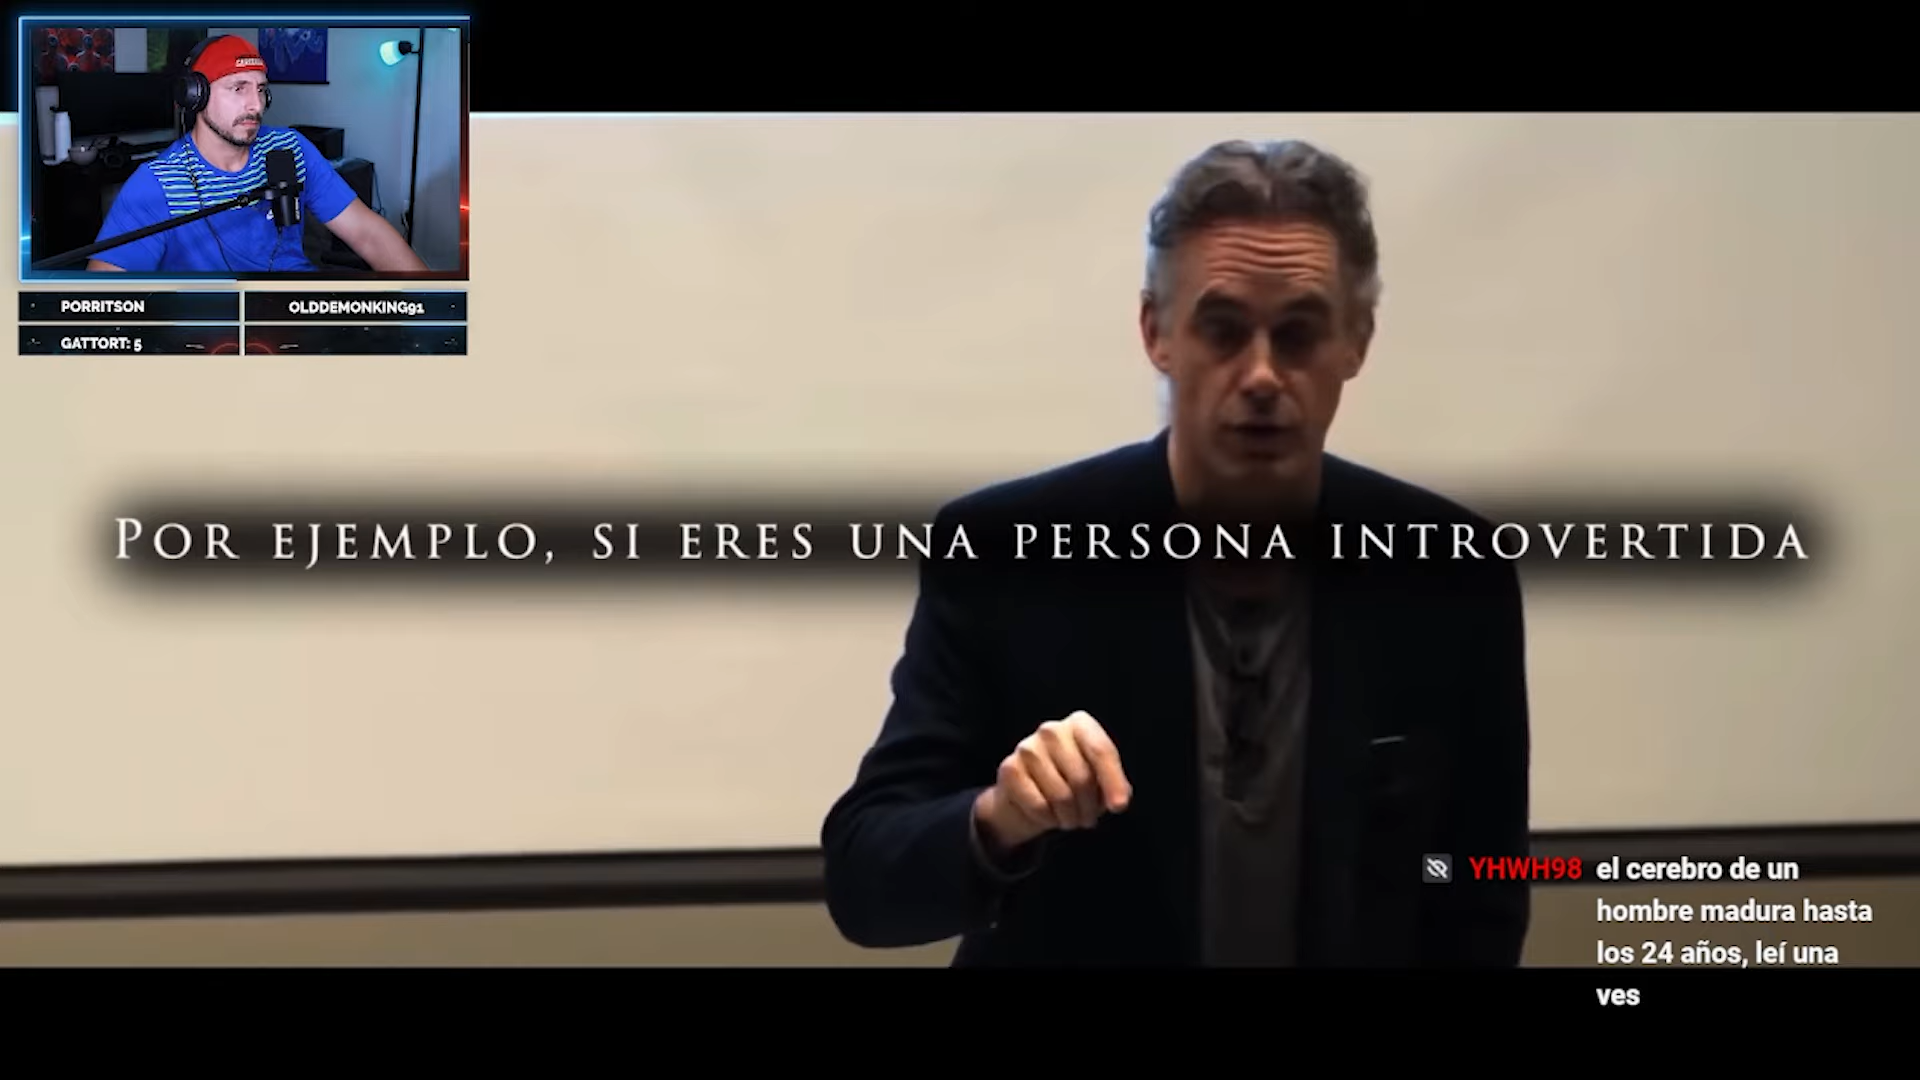 PORRITSON
OLDDEMONKING91
GATTORT: 5
POR EJEMPLO, SI ERES UNA PERSONA INTROVERTIDA
YHWH98 el cerebro de un
hombre madura hasta
los 24 años, leí una
ves